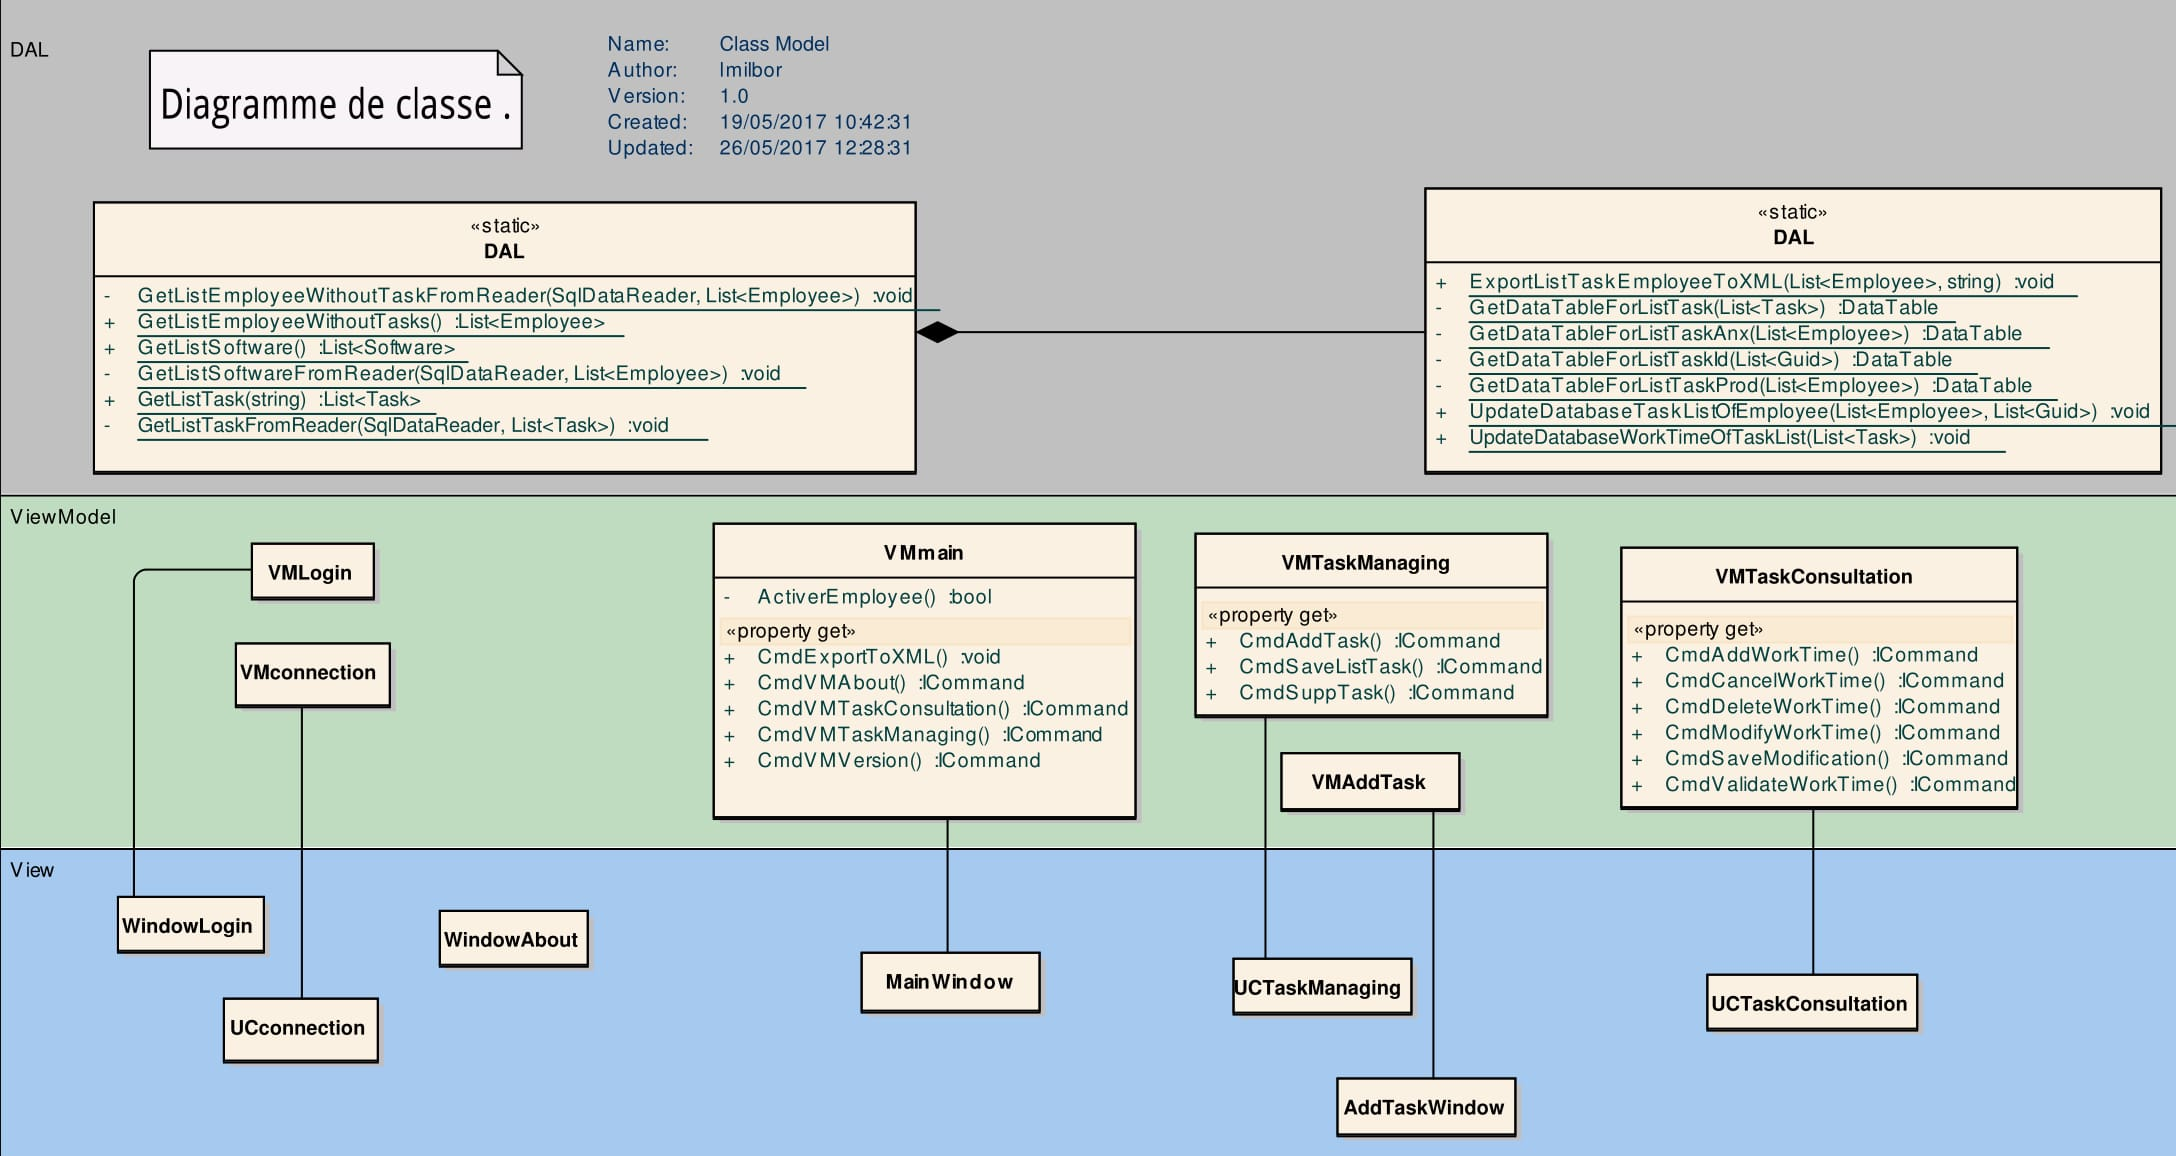 DAL
Diagramme de classe .
Name: Class Model
Author: lmilbor
Version: 1.0
Created: 19/05/2017 10:42:31
Updated: 26/05/2017 12:28:31
«static»
DAL
- GetListEmployeeWithoutTaskFromReader(SqlDataReader, List<Employee>) :void
+ GetListEmployeeWithoutTasks() :List<Employee>
+ GetListSoftware() :List<Software>
- GetListSoftwareFromReader(SqlDataReader, List<Employee>) :void
+ GetListTask(string) :List<Task>
- GetListTaskFromReader(SqlDataReader, List<Task>) :void
«static»
DAL
+ ExportListTaskEmployeeToXML(List<Employee>, string) :void
- GetDataTableForListTask(List<Task>) :DataTable
- GetDataTableForListTaskAnx(List<Employee>) :DataTable
- GetDataTableForListTaskId(List<Guid>) :DataTable
- GetDataTableForListTaskProd(List<Employee>) :DataTable
+ UpdateDatabaseTaskListOfEmployee(List<Employee>, List<Guid>) :void
+ UpdateDatabaseWorkTimeOfTaskList(List<Task>) :void
ViewModel
VMLogin
VMconnection
VMmain
- ActiverEmployee() :bool
«property get»
+ CmdExportToXML() :void
+ CmdVMAbout() :ICommand
+ CmdVMTaskConsultation() :ICommand
+ CmdVMTaskManaging() :ICommand
+ CmdVMVersion() :ICommand
VMTaskManaging
«property get»
+ CmdAddTask() :ICommand
+ CmdSaveListTask() :ICommand
+ CmdSuppTask() :ICommand
VMAddTask
VMTaskConsultation
«property get»
+ CmdAddWorkTime() :ICommand
+ CmdCancelWorkTime() :ICommand
+ CmdDeleteWorkTime() :ICommand
+ CmdModifyWorkTime() :ICommand
+ CmdSaveModification() :ICommand
+ CmdValidateWorkTime() :ICommand
View
WindowLogin
WindowAbout
UCconnection
MainWindow
UCTaskManaging
UCTaskConsultation
AddTaskWindow